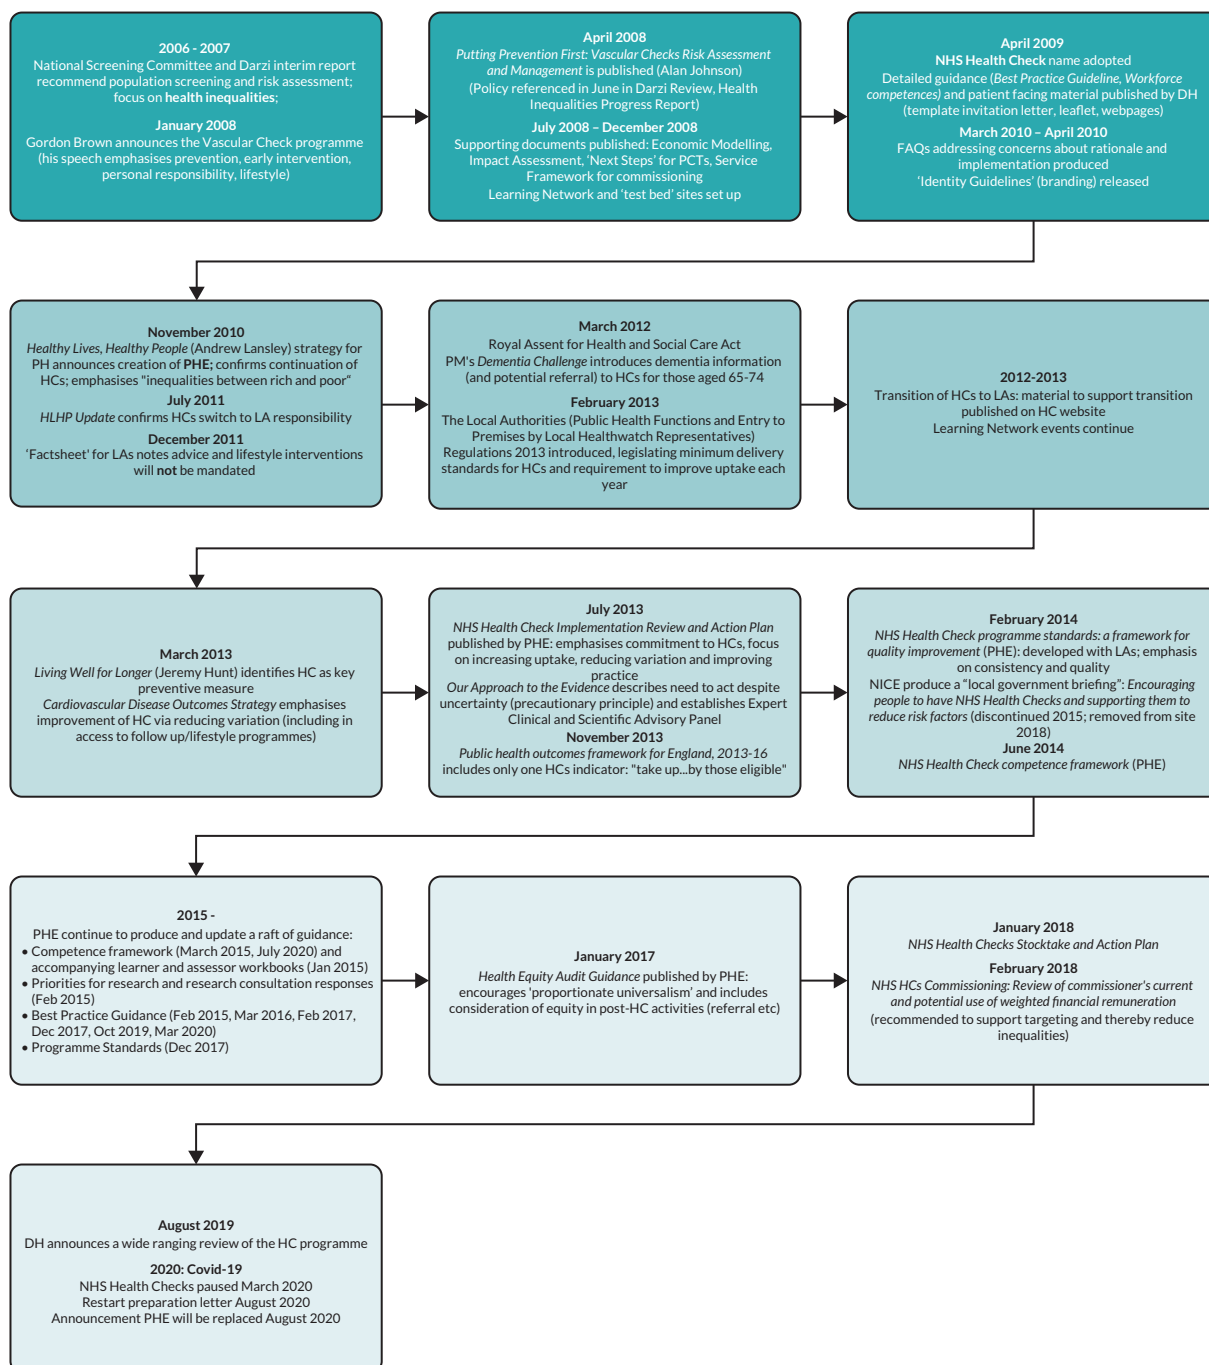 2006 - 2007
National Screening Committee and Darzi interim report
recommend population screening and risk assessment;
focus on health inequalities;
January 2008
Gordon Brown announces the Vascular Check programme
(his speech emphasises prevention, early intervention,
personal responsibility, lifestyle)
April 2008
Putting Prevention First: Vascular Checks Risk Assessment
and Management is published (Alan Johnson)
(Policy referenced in June in Darzi Review, Health
Inequalities Progress Report)
July 2008 – December 2008
Supporting documents published: Economic Modelling,
Impact Assessment, 'Next Steps' for PCTs, Service
Framework for commissioning
Learning Network and 'test bed' sites set up
April 2009
NHS Health Check name adopted
Detailed guidance (Best Practice Guideline, Workforce
competences) and patient facing material published by DH
(template invitation letter, leaflet, webpages)
March 2010 – April 2010
FAQs addressing concerns about rationale and
implementation produced
'Identity Guidelines' (branding) released
November 2010
Healthy Lives, Healthy People (Andrew Lansley) strategy for
PH announces creation of PHE; confirms continuation of
HCs; emphasises "inequalities between rich and poor"
July 2011
HLHP Update confirms HCs switch to LA responsibility
December 2011
'Factsheet' for LAs notes advice and lifestyle interventions
will not be mandated
March 2012
Royal Assent for Health and Social Care Act
PM's Dementia Challenge introduces dementia information
(and potential referral) to HCs for those aged 65-74
February 2013
The Local Authorities (Public Health Functions and Entry to
Premises by Local Healthwatch Representatives)
Regulations 2013 introduced, legislating minimum delivery
standards for HCs and requirement to improve uptake each
year
2012-2013
Transition of HCs to LAs: material to support transition
published on HC website
Learning Network events continue
March 2013
Living Well for Longer (Jeremy Hunt) identifies HC as key
preventive measure
Cardiovascular Disease Outcomes Strategy emphasises
improvement of HC via reducing variation (including in
access to follow up/lifestyle programmes)
July 2013
NHS Health Check Implementation Review and Action Plan
published by PHE: emphasises commitment to HCs, focus
on increasing uptake, reducing variation and improving
practice
Our Approach to the Evidence describes need to act despite
uncertainty (precautionary principle) and establishes Expert
Clinical and Scientific Advisory Panel
November 2013
Public health outcomes framework for England, 2013-16
includes only one HCs indicator: "take up...by those eligible"
February 2014
NHS Health Check programme standards: a framework for
quality improvement (PHE): developed with LAs; emphasis
on consistency and quality
NICE produce a "local government briefing": Encouraging
people to have NHS Health Checks and supporting them to
reduce risk factors (discontinued 2015; removed from site
2018)
June 2014
NHS Health Check competence framework (PHE)
2015 -
PHE continue to produce and update a raft of guidance:
• Competence framework (March 2015, July 2020) and
accompanying learner and assessor workbooks (Jan 2015)
• Priorities for research and research consultation responses
(Feb 2015)
• Best Practice Guidance (Feb 2015, Mar 2016, Feb 2017,
Dec 2017, Oct 2019, Mar 2020)
• Programme Standards (Dec 2017)
January 2017
Health Equity Audit Guidance published by PHE:
encourages 'proportionate universalism' and includes
consideration of equity in post-HC activities (referral etc)
January 2018
NHS Health Checks Stocktake and Action Plan
February 2018
NHS HCs Commissioning: Review of commissioner's current
and potential use of weighted financial remuneration
(recommended to support targeting and thereby reduce
inequalities)
August 2019
DH announces a wide ranging review of the HC programme
2020: Covid-19
NHS Health Checks paused March 2020
Restart preparation letter August 2020
Announcement PHE will be replaced August 2020